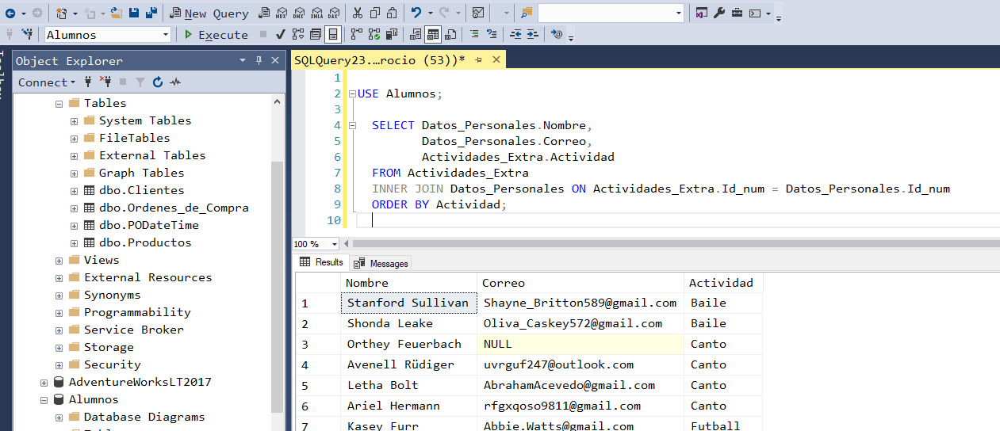 New Query MDX DMX XMLA DAX
Alumnos Execute
Object Explorer
Connect
Tables
System Tables
FileTables
External Tables
Graph Tables
dbo.Clientes
dbo.Ordenes_de_Compra
dbo.PODateTime
dbo.Productos
Views
External Resources
Synonyms
Programmability
Service Broker
Storage
Security
AdventureWorksLT2017
Alumnos
Database Diagrams
SQLQuery23....rocio (53))*
1
2 USE Alumnos;
3
4 SELECT Datos_Personales.Nombre,
5 Datos_Personales.Correo,
6 Actividades_Extra.Actividad
7 FROM Actividades_Extra
8 INNER JOIN Datos_Personales ON Actividades_Extra.Id_num = Datos_Personales.Id_num
9 ORDER BY Actividad;
10
100 %
Results Messages
Nombre Correo Actividad
1 Stanford Sullivan Shayne_Britton589@gmail.com Baile
2 Shonda Leake Oliva_Caskey572@gmail.com Baile
3 Orthey Feuerbach NULL Canto
4 Avenell Rüdiger uvrguf247@outlook.com Canto
5 Letha Bolt AbrahamAcevedo@gmail.com Canto
6 Ariel Hermann rfgxqoso9811@gmail.com Canto
7 Kasey Furr Abbie.Watts@gmail.com Futball